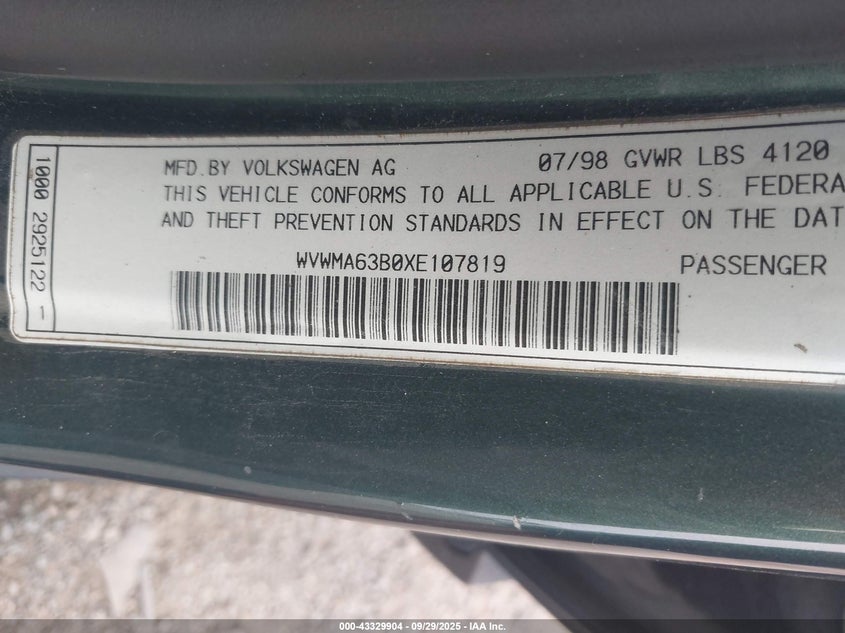 MFD.BY VOLKSWAGEN AG 07/98 GVWR LBS 4120
THIS VEHICLE CONFORMS TO ALL APPLICABLE U.S. FEDERA
AND THEFT PREVENTION STANDARDS IN EFFECT ON THE DAT
WVWMA63B0XE107819 PASSENGER
1000 2925122 -
000-43329904 / 09/29/2025 - IAA Inc.